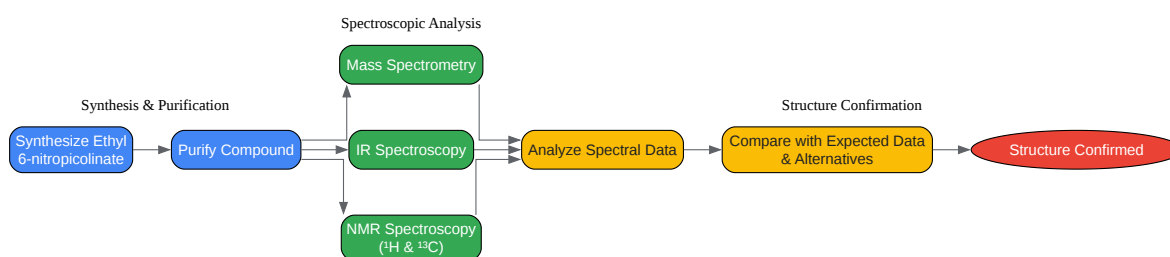 Spectroscopic Analysis
Mass Spectrometry
Synthesis & Purification
Structure Confirmation
Synthesize Ethyl
6-nitropicolinate
Purify Compound
IR Spectroscopy
Analyze Spectral Data
Compare with Expected Data
& Alternatives
Structure Confirmed
NMR Spectroscopy
(¹H & ¹³C)